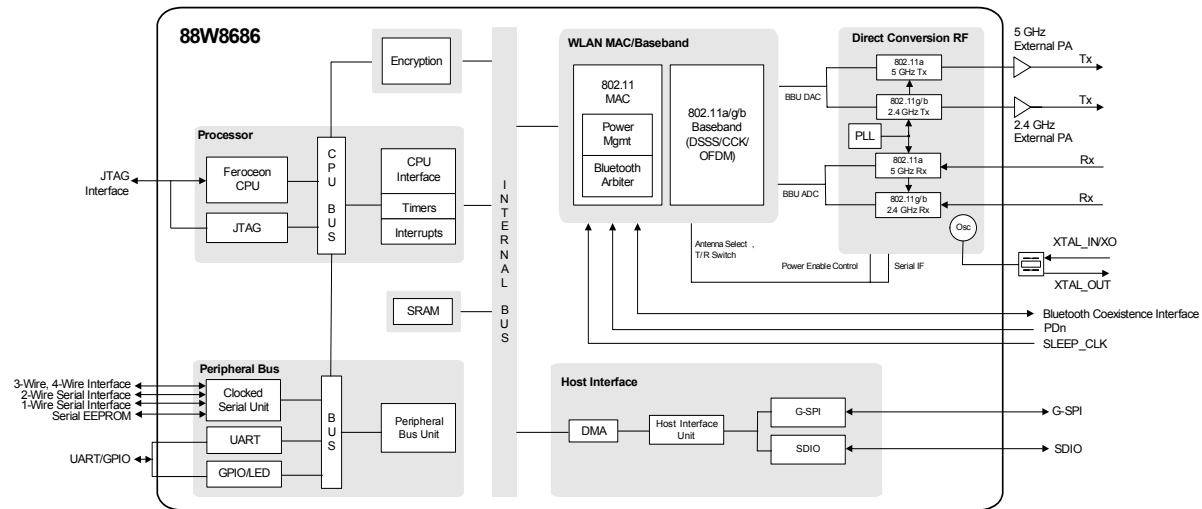 88W8686
Encryption
Processor
Feroceon
CPU
JTAG
CPU BUS
CPU
Interface
Timers
Interrupts
JTAG
Interface
SRAM
INTERNAL BUS
Peripheral Bus
Clocked
Serial Unit
UART
GPIO/LED
BUS
Peripheral
Bus Unit
3-Wire, 4-Wire Interface
2-Wire Serial Interface
1-Wire Serial Interface
Serial EEPROM
UART/GPIO
WLAN MAC/Baseband
802.11
MAC
Power
Mgmt
Bluetooth
Arbiter
802.11a/g/b
Baseband
(DSSS/CCK/
OFDM)
BBU DAC
BBU ADC
Direct Conversion RF
802.11a
5 GHz Tx
802.11g/b
2.4 GHz Tx
PLL
802.11a
5 GHz Rx
802.11g/b
2.4 GHz Rx
Osc
5 GHz
External PA
Tx
Tx
2.4 GHz
External PA
Rx
Rx
XTAL_IN/XO
XTAL_OUT
Antenna Select ,
T/R Switch
Power Enable Control
Serial IF
Bluetooth Coexistence Interface
PDn
SLEEP_CLK
Host Interface
DMA
Host Interface
Unit
G-SPI
SDIO
G-SPI
SDIO